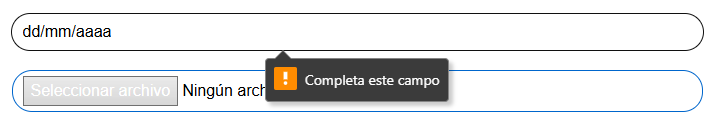 dd/mm/aaaa
Completa este campo
Seleccionar archivo Ningún arch